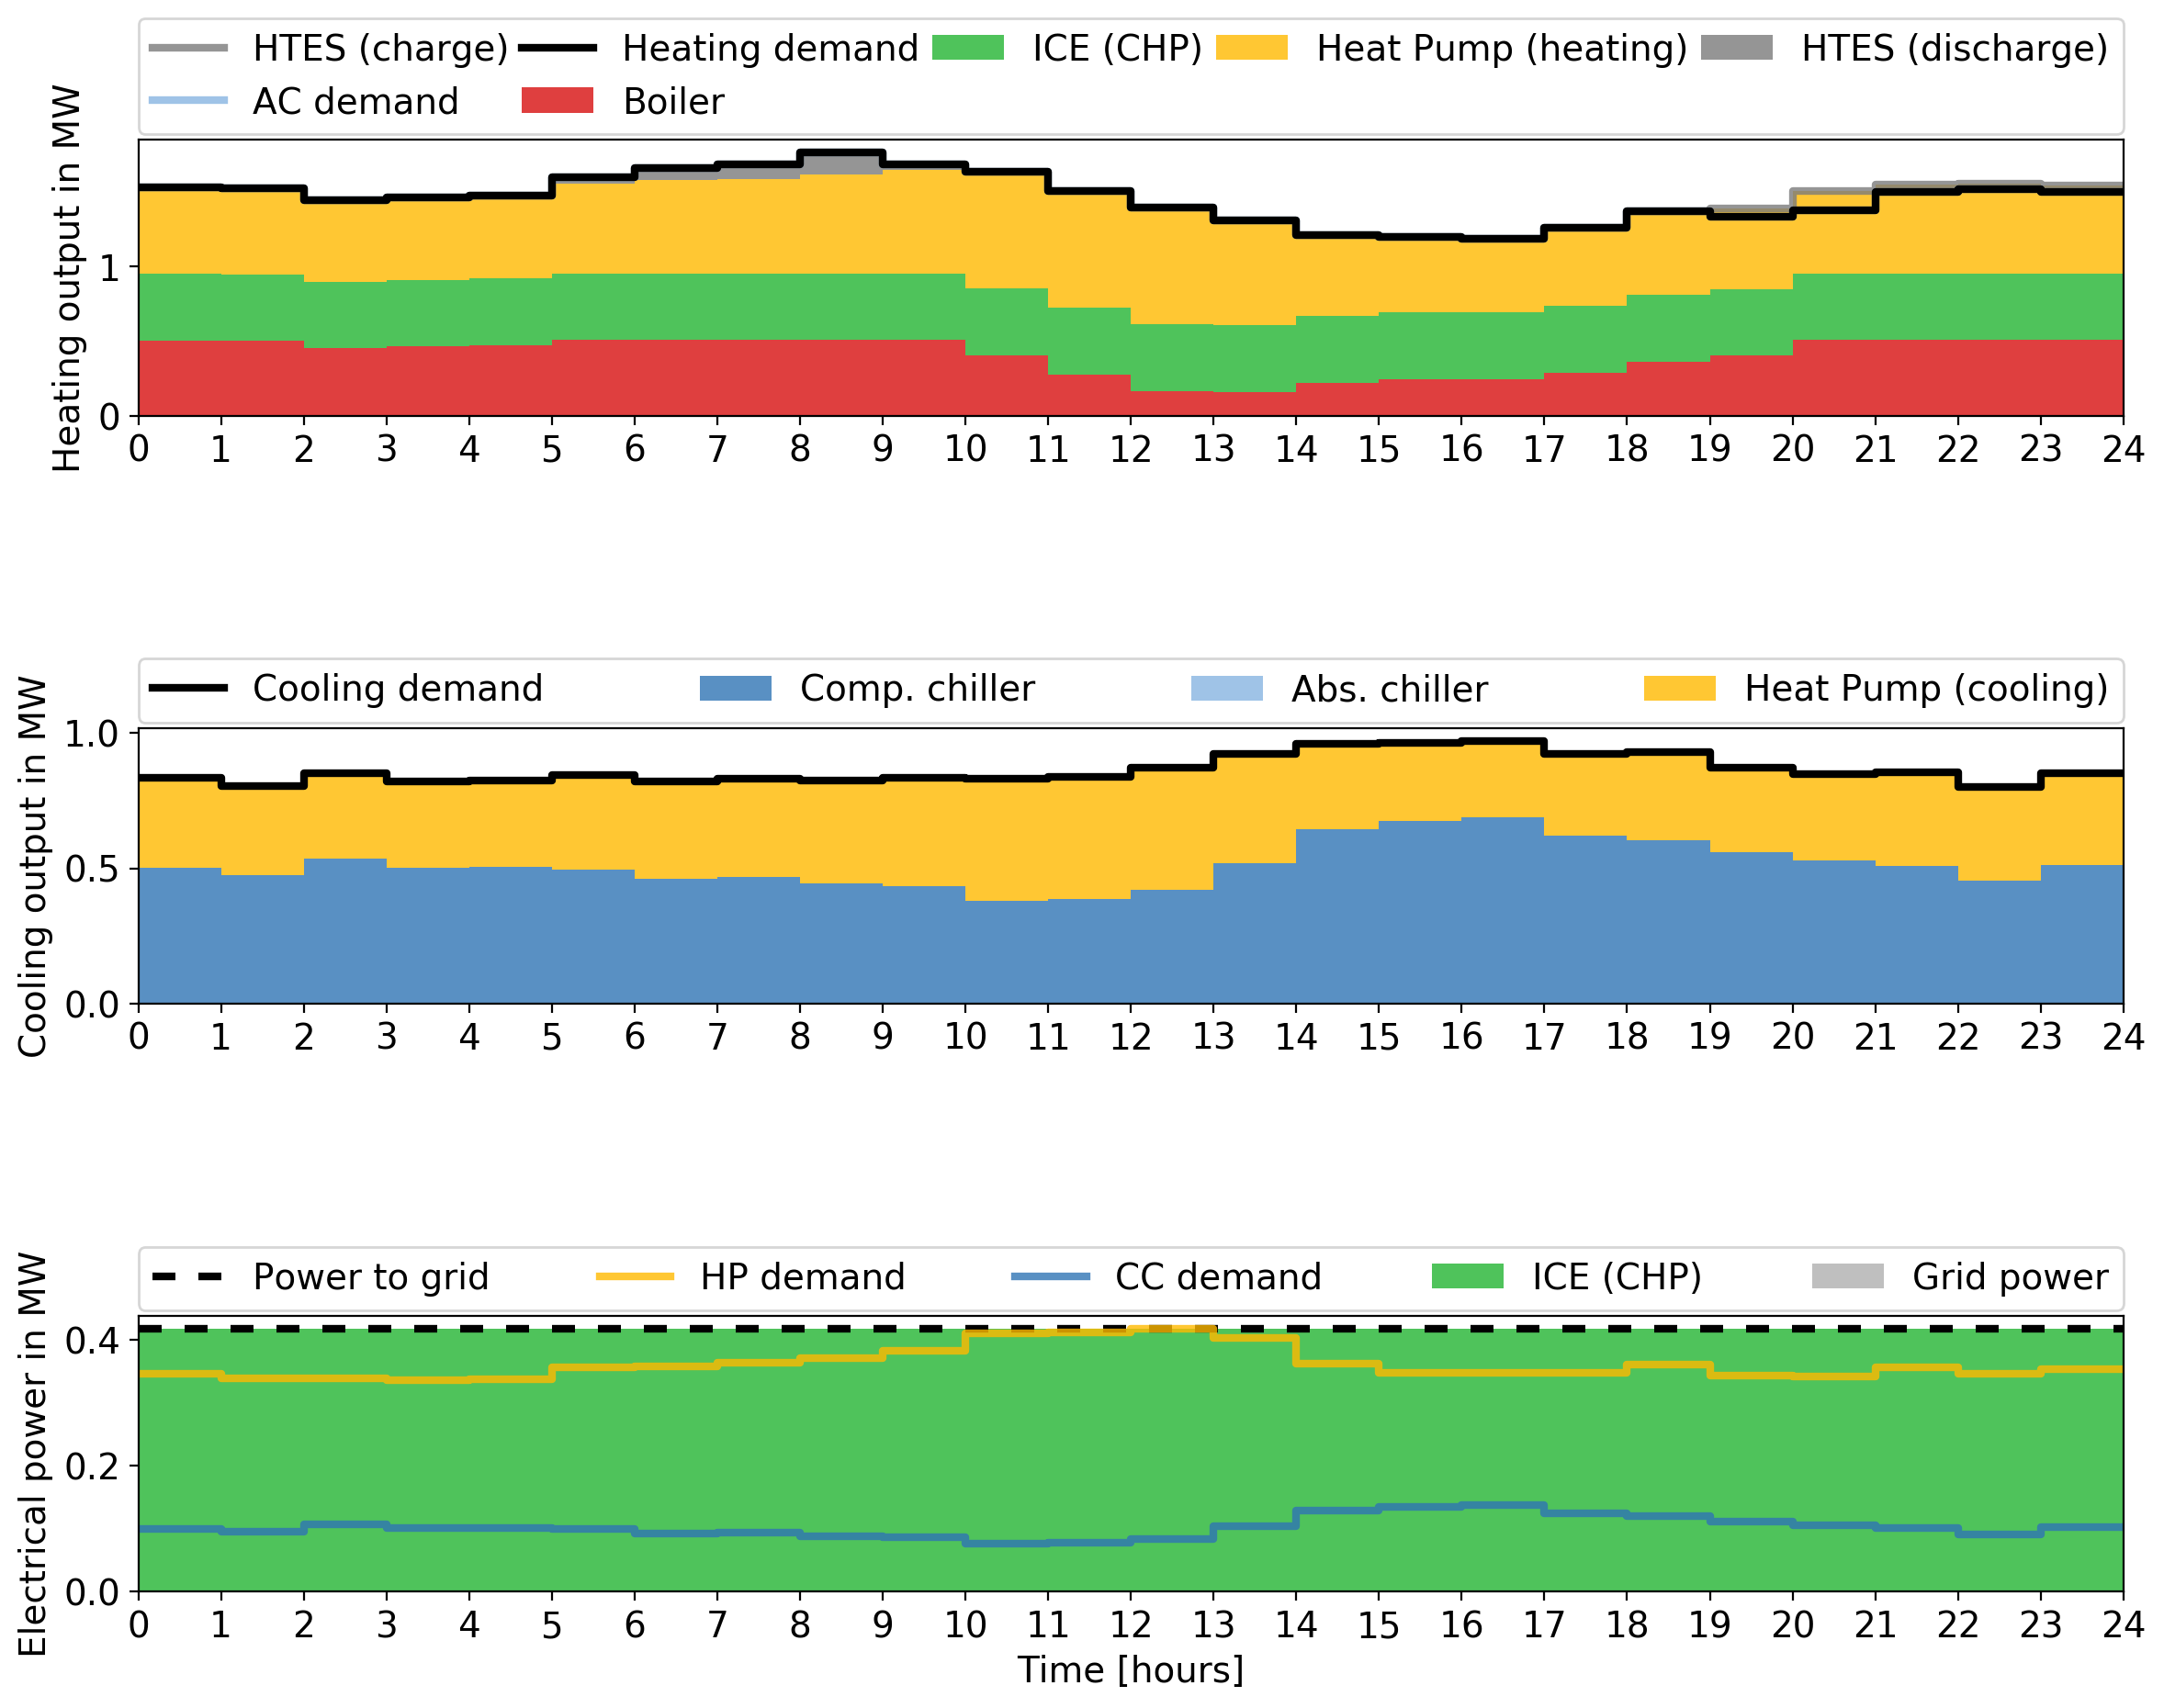 HTES (charge) Heating demand ICE (CHP) Heat Pump (heating) HTES (discharge)
AC demand Boiler
Heating output in MW
1
0
0 1 2 3 4 5 6 7 8 9 10 11 12 13 14 15 16 17 18 19 20 21 22 23 24
Cooling demand Comp. chiller Abs. chiller Heat Pump (cooling)
Cooling output in MW
1.0
0.5
0.0
0 1 2 3 4 5 6 7 8 9 10 11 12 13 14 15 16 17 18 19 20 21 22 23 24
Power to grid HP demand CC demand ICE (CHP) Grid power
Electrical power in MW
0.4
0.2
0.0
0 1 2 3 4 5 6 7 8 9 10 11 12 13 14 15 16 17 18 19 20 21 22 23 24
Time [hours]